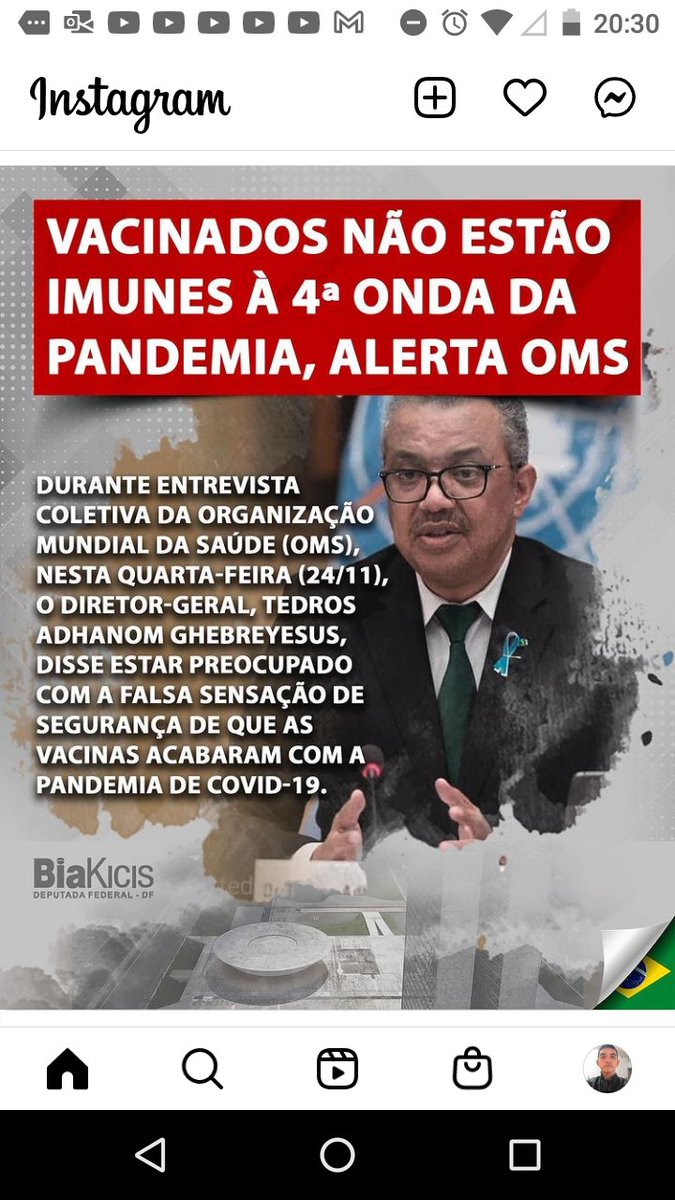 20:30
Instagram
VACINADOS NÃO ESTÃO
IMUNES À 4ª ONDA DA
PANDEMIA, ALERTA OMS
DURANTE ENTREVISTA
COLETIVA DA ORGANIZAÇÃO
MUNDIAL DA SAÚDE (OMS),
NESTA QUARTA-FEIRA (24/11),
O DIRETOR-GERAL, TEDROS
ADHANOM GHEBREYESUS,
DISSE ESTAR PREOCUPADO
COM A FALSA SENSAÇÃO DE
SEGURANÇA DE QUE AS
VACINAS ACABARAM COM A
PANDEMIA DE COVID-19.
BiaKicis
DEPUTADA FEDERAL - DF